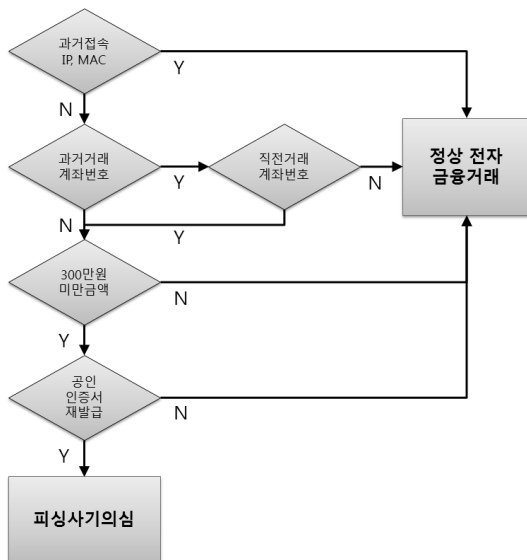 과거접속
IP, MAC
Y
N
과거거래
계좌번호
Y
직전거래
계좌번호
N
정상 전자
금융거래
N
Y
300만원
미만금액
N
Y
공인
인증서
재발급
N
Y
피싱사기의심